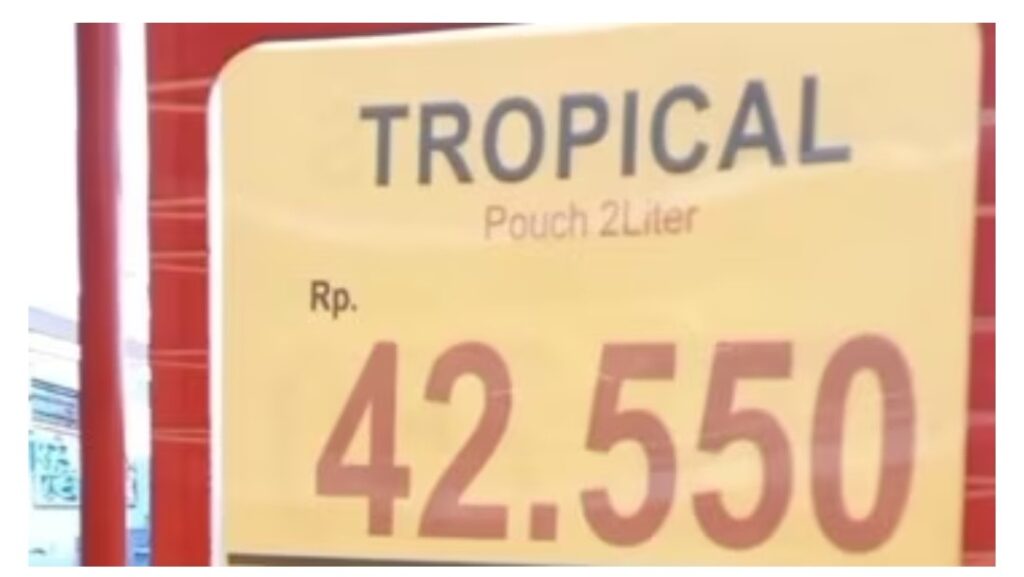 TROPICAL
Pouch 2Liter
Rp.
42.550